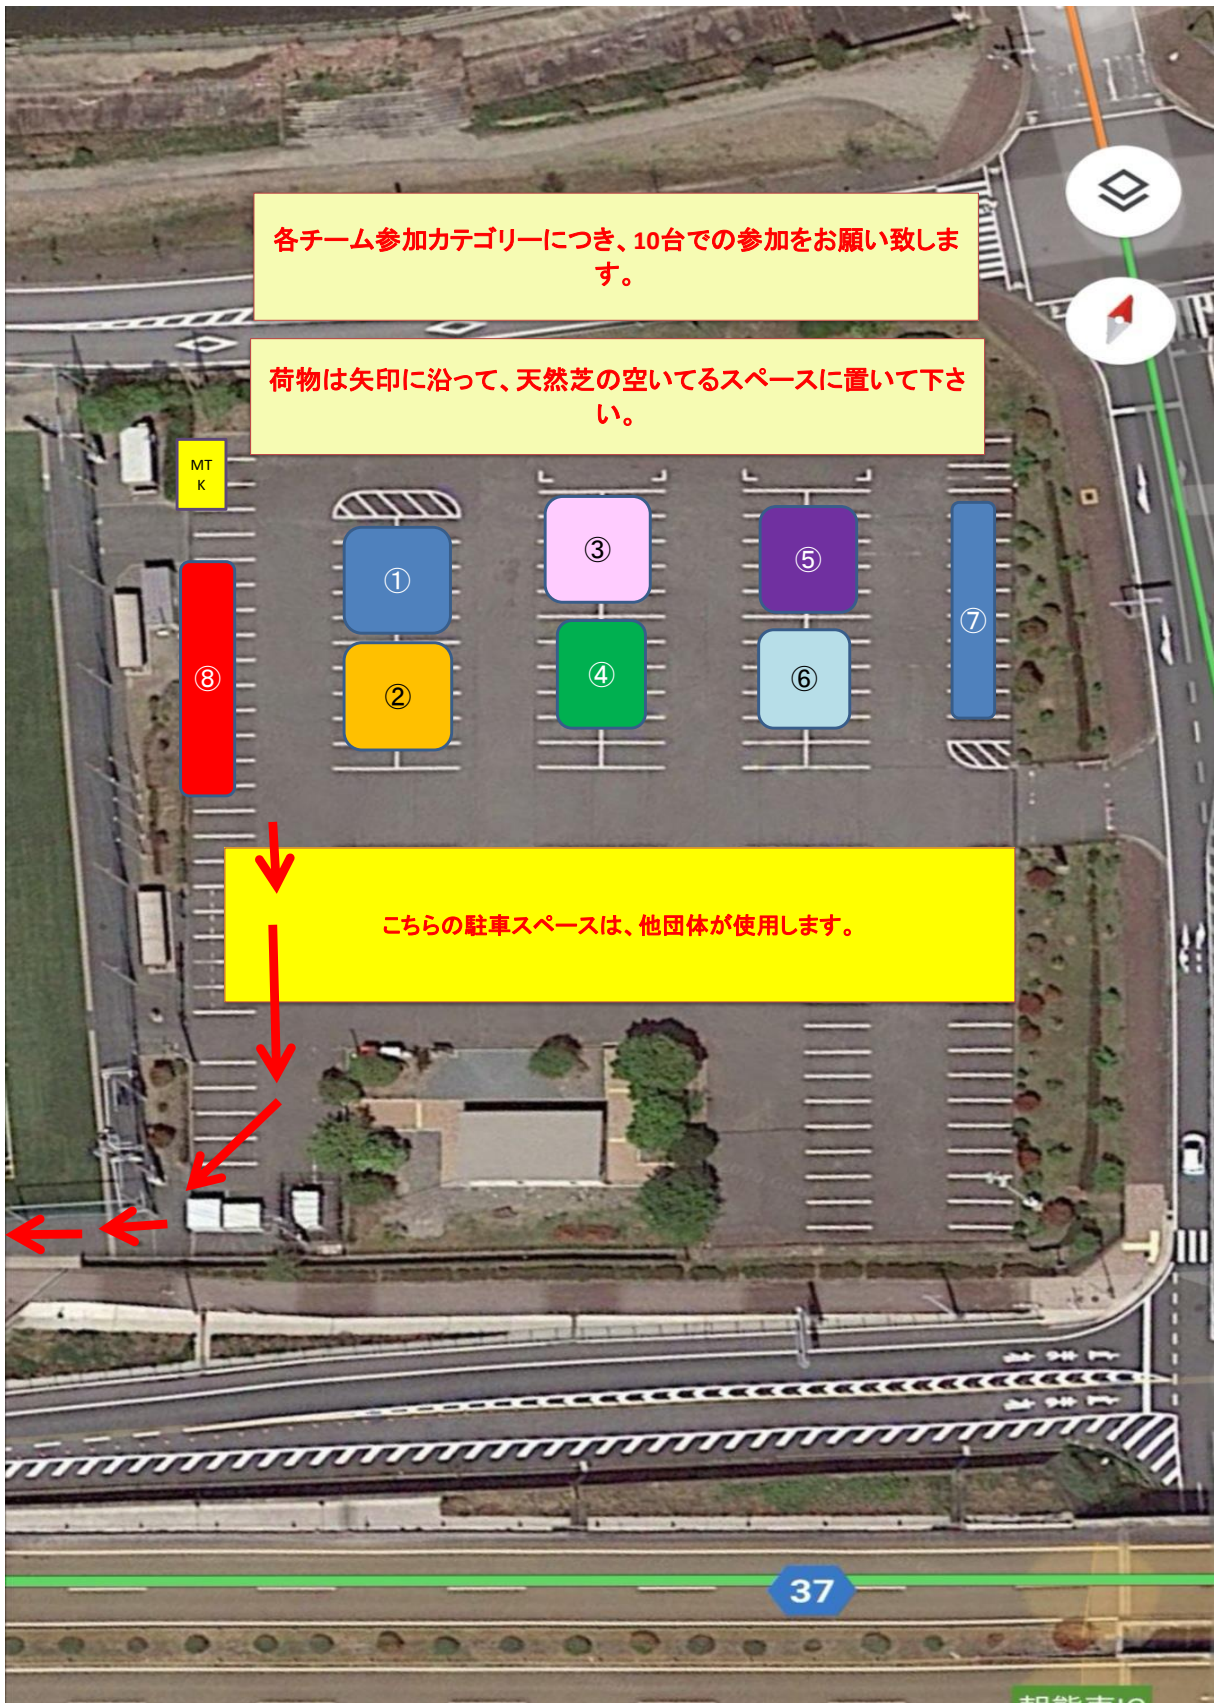 各チーム参加カテゴリーにつき、10台での参加をお願い致しま
す。
荷物は矢印に沿って、天然芝の空いてるスペースに置いて下さ
い。
MT
K
①
③
⑤
⑦
②
④
⑥
⑧
こちらの駐車スペースは、他団体が使用します。
37